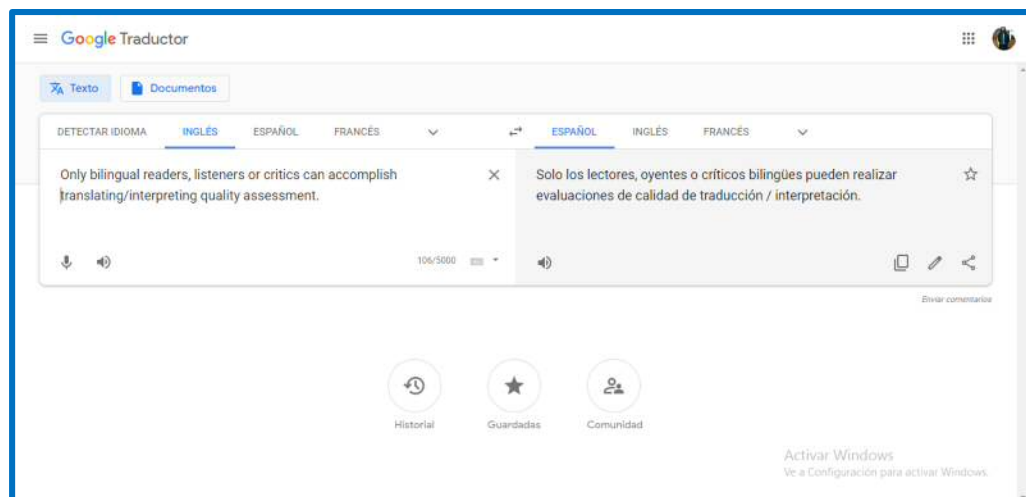 Google Traductor
Texto
Documentos
DETECTAR IDIOMA INGLÉS ESPAÑOL FRANCÉS
ESPAÑOL INGLÉS FRANCÉS
Only bilingual readers, listeners or critics can accomplish
translating/interpreting quality assessment.
106/5000
Solo los lectores, oyentes o críticos bilingües pueden realizar
evaluaciones de calidad de traducción / interpretación.
Enviar comentarios
Historial
Guardadas
Comunidad
Activar Windows
Ve a Configuración para activar Windows.